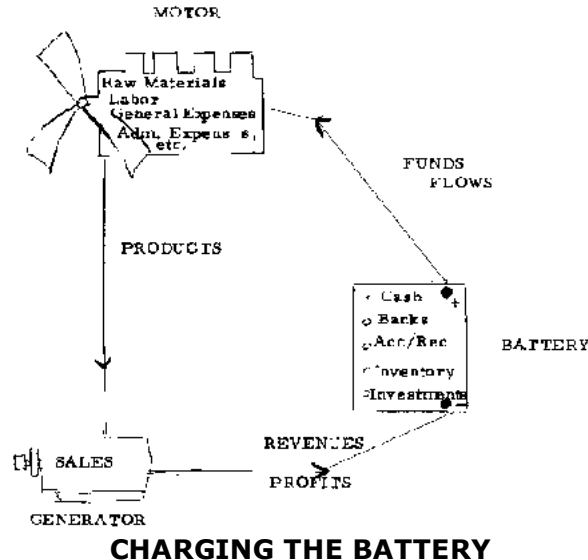 MOTOR
Raw Materials
Labor
General Expenses
Adm. Expens s,
etc.
FUNDS
FLOWS
PRODUCTS
Cash
Banks
Acc/Rec
Inventory
Investments
BATTERY
SALES
REVENUES
PROFITS
GENERATOR
CHARGING THE BATTERY